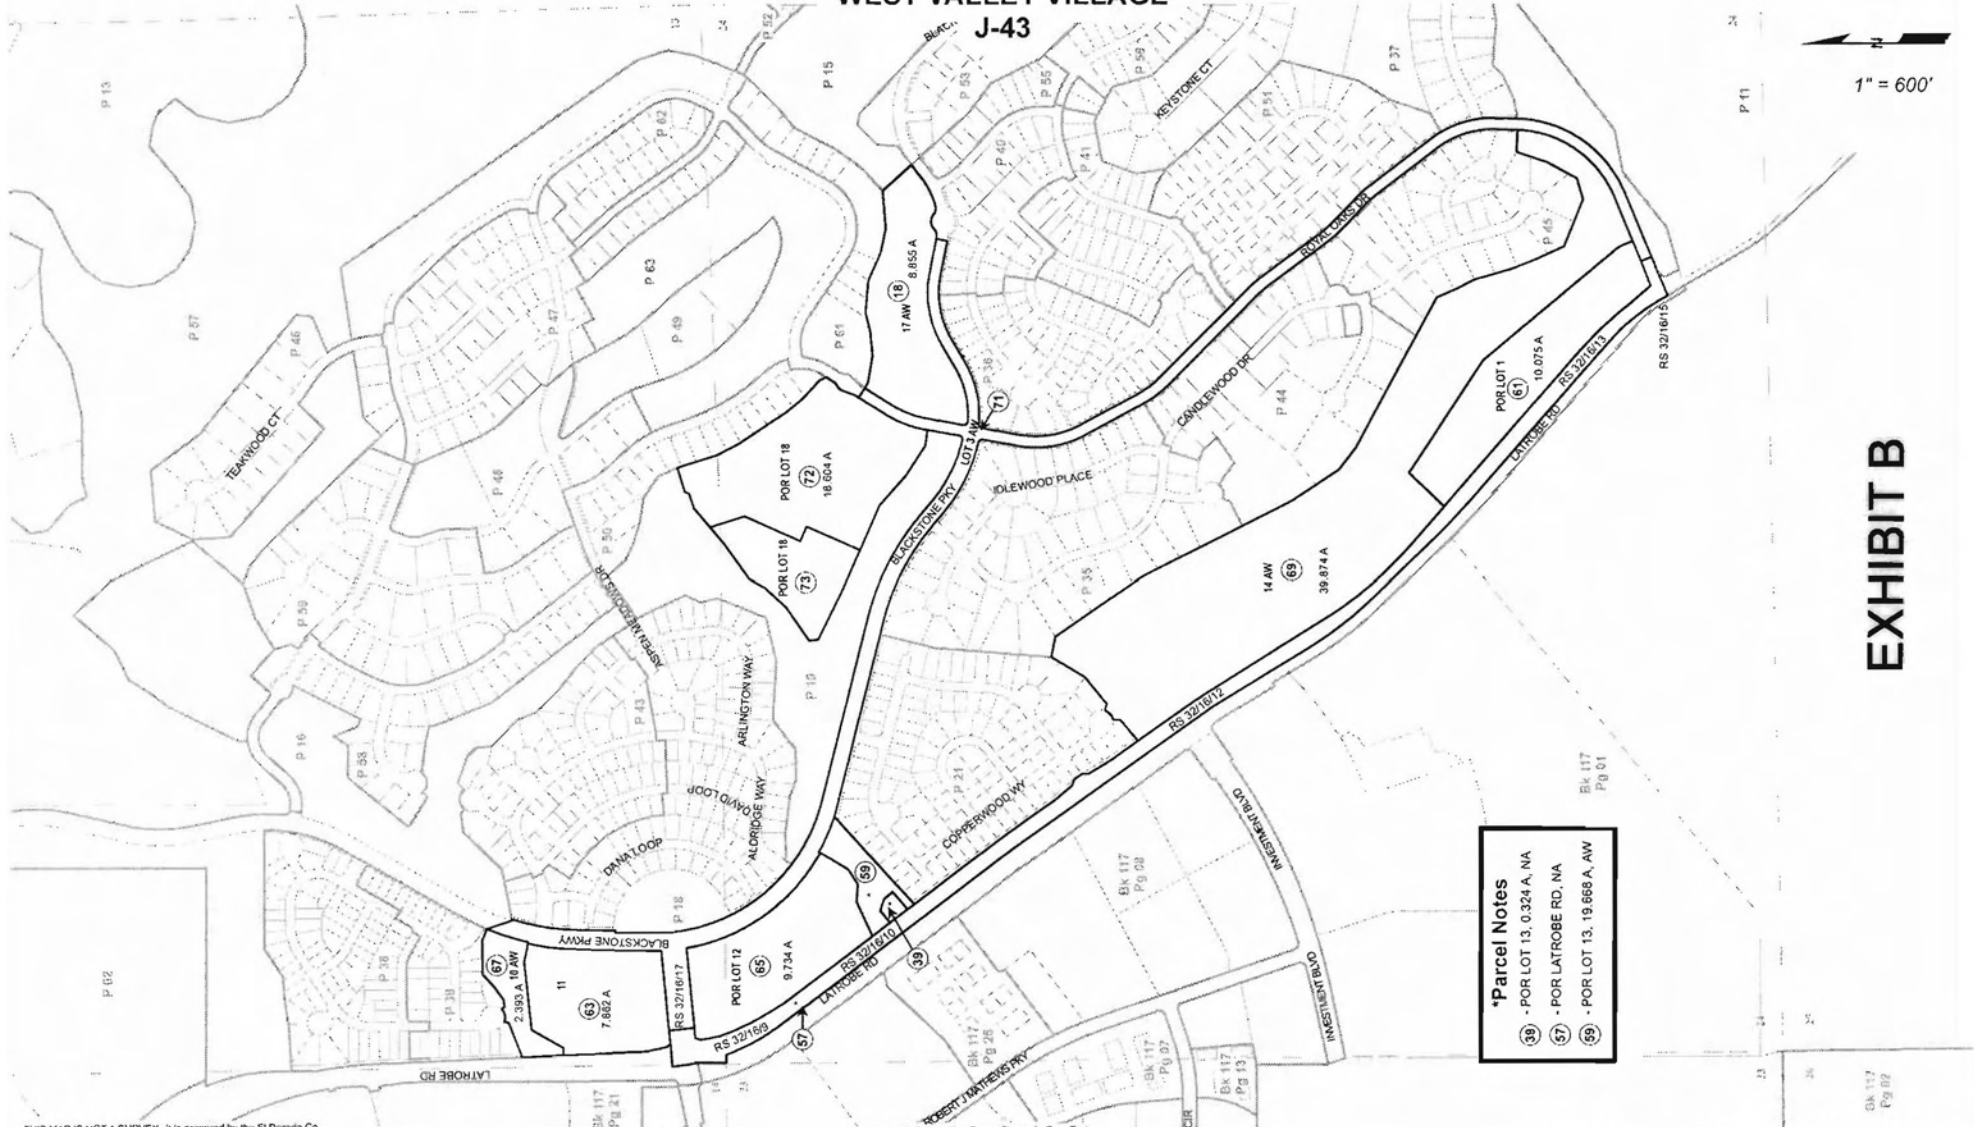 WEST VALLEY VILLAGE
J-43
1" = 600'
EXHIBIT B
P 52
P 13
P 15
P 53
P 55
P 56
KEYSTONE CT
P 37
P 51
P 11
P 62
P 40
P 41
P 57
P 46
P 47
P 63
P 49
P 61
17 AW
18
8.855 A
P 36
ROYAL OAKS DR
P 45
TEAKWOOD CT
P 48
POR LOT 18
72
18.604 A
LOT 3 AW
71
CANDLEWOOD DR
P 44
POR LOT 1
61
10.075 A
RS 32/16/13
RS 32/16/15
LATROBE RD
P 50
POR LOT 18
73
BLACKSTONE PKY
IDLEWOOD PLACE
P 35
14 AW
69
39.874 A
P 59
ASPEN MEADOWS DR
ARLINGTON WAY
P 43
P 16
P 58
DAVID LOOP
ALDRIDGE WAY
DANA LOOP
P 21
COPPERWOOD WY
RS 32/16/12
P 18
59
BLACKSTONE PKWY
67
2.393 A 10 AW
11
63
7.862 A
RS 32/16/17
POR LOT 12
65
9.734 A
RS 32/16/10
LATROBE RD
39
57
RS 32/16/9
LATROBE RD
P 38
INVESTMENT BLVD
INVESTMENT BLVD
Bk 117
Pg 01
Bk 117
Pg 08
Bk 117
Pg 26
Bk 117
Pg 07
Bk 117
Pg 13
Bk 117
Pg 21
Bk 117
Pg 02
ROBERT J MATHEWS PKY
*Parcel Notes
39 - POR LOT 13, 0.324 A, NA
57 - POR LATROBE RD, NA
59 - POR LOT 13, 19.668 A, AW